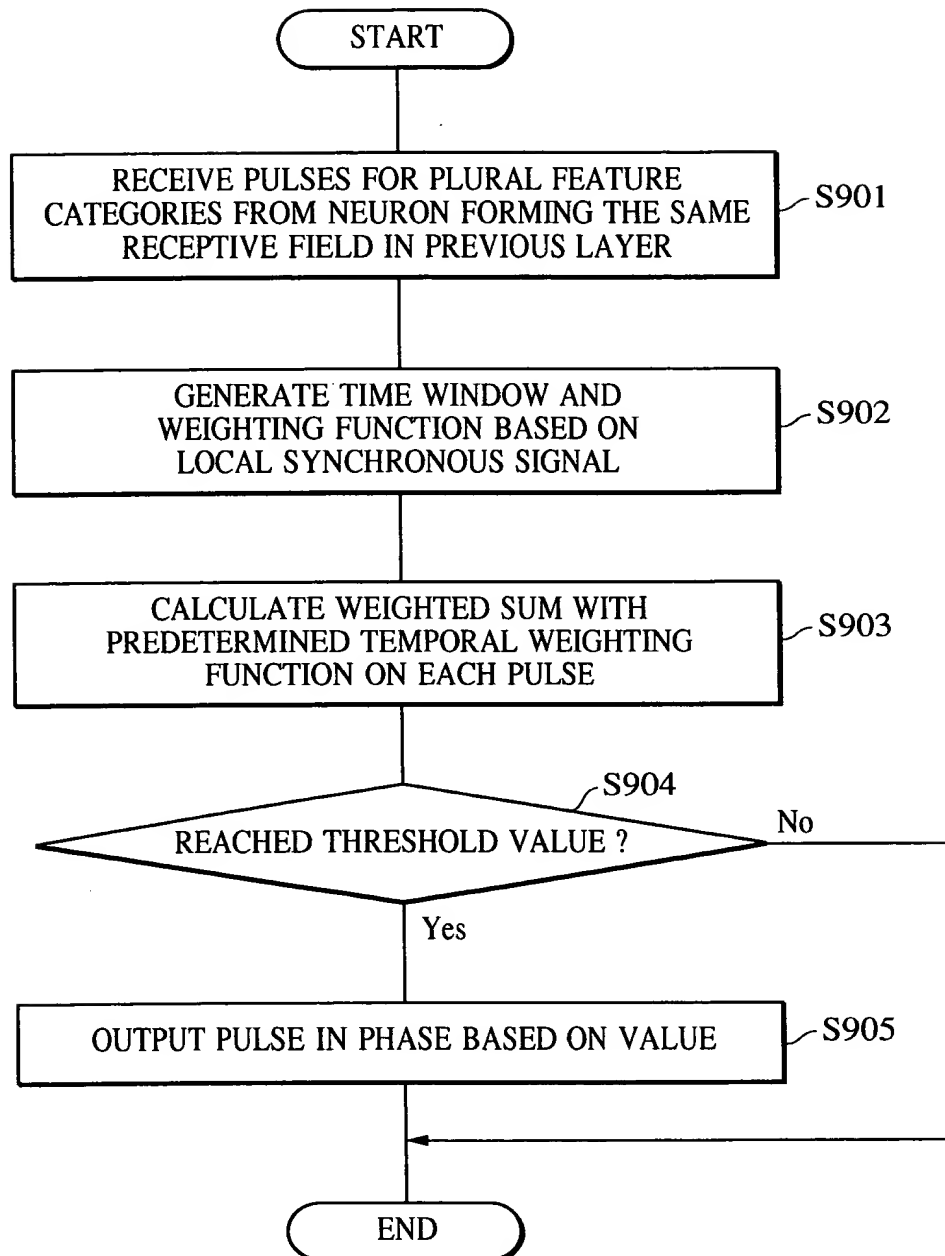 START
RECEIVE PULSES FOR PLURAL FEATURE
CATEGORIES FROM NEURON FORMING THE SAME
RECEPTIVE FIELD IN PREVIOUS LAYER
S901
GENERATE TIME WINDOW AND
WEIGHTING FUNCTION BASED ON
LOCAL SYNCHRONOUS SIGNAL
S902
CALCULATE WEIGHTED SUM WITH
PREDETERMINED TEMPORAL WEIGHTING
FUNCTION ON EACH PULSE
S903
S904
REACHED THRESHOLD VALUE ?
No
Yes
OUTPUT PULSE IN PHASE BASED ON VALUE
S905
END